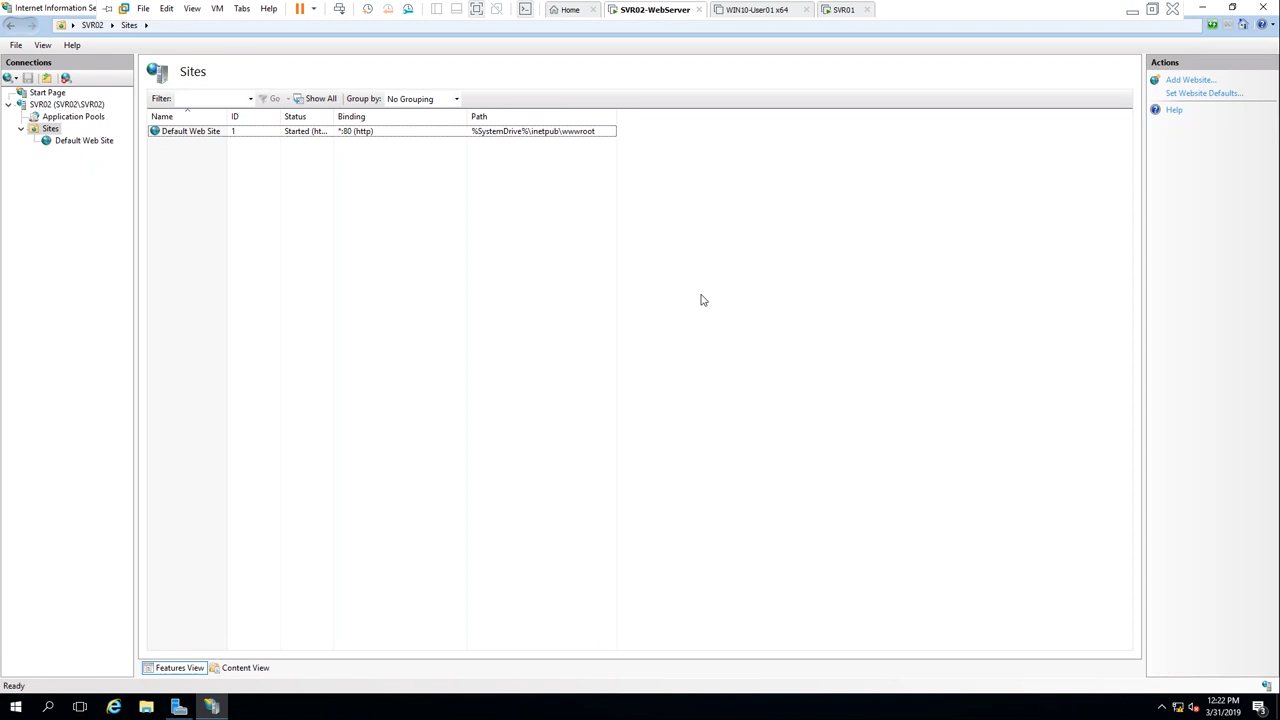 Internet Information Se
File Edit View VM Tabs Help
Home
SVR02-WebServer
WIN10-User01 x64
SVR01
SVR02 Sites
File View Help
Connections
Start Page
SVR02 (SVR02\SVR02)
Application Pools
Sites
Default Web Site
Sites
Filter: Go Show All Group by: No Grouping
Name ID Status Binding Path
Default Web Site 1 Started (ht... *:80 (http) %SystemDrive%\inetpub\wwwroot
Features View Content View
Actions
Add Website...
Set Website Defaults...
Help
Ready
12:22 PM
3/31/2019
3